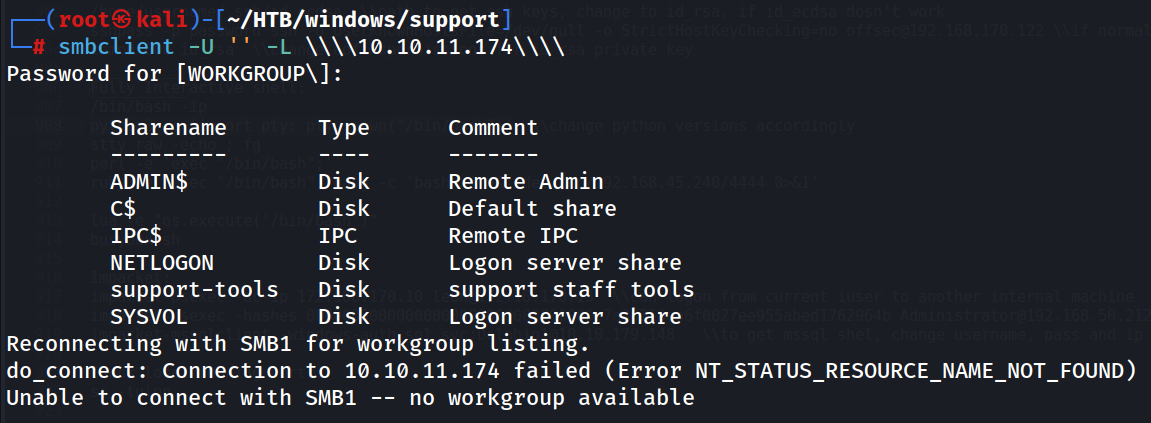 ┌──(root㉿kali)-[~/HTB/windows/support]
└─# smbclient -U '' -L \\\\10.10.11.174\\\\
Password for [WORKGROUP\]:
Sharename Type Comment
--------- ---- -------
ADMIN$ Disk Remote Admin
C$ Disk Default share
IPC$ IPC Remote IPC
NETLOGON Disk Logon server share
support-tools Disk support staff tools
SYSVOL Disk Logon server share
Reconnecting with SMB1 for workgroup listing.
do_connect: Connection to 10.10.11.174 failed (Error NT_STATUS_RESOURCE_NAME_NOT_FOUND)
Unable to connect with SMB1 -- no workgroup available